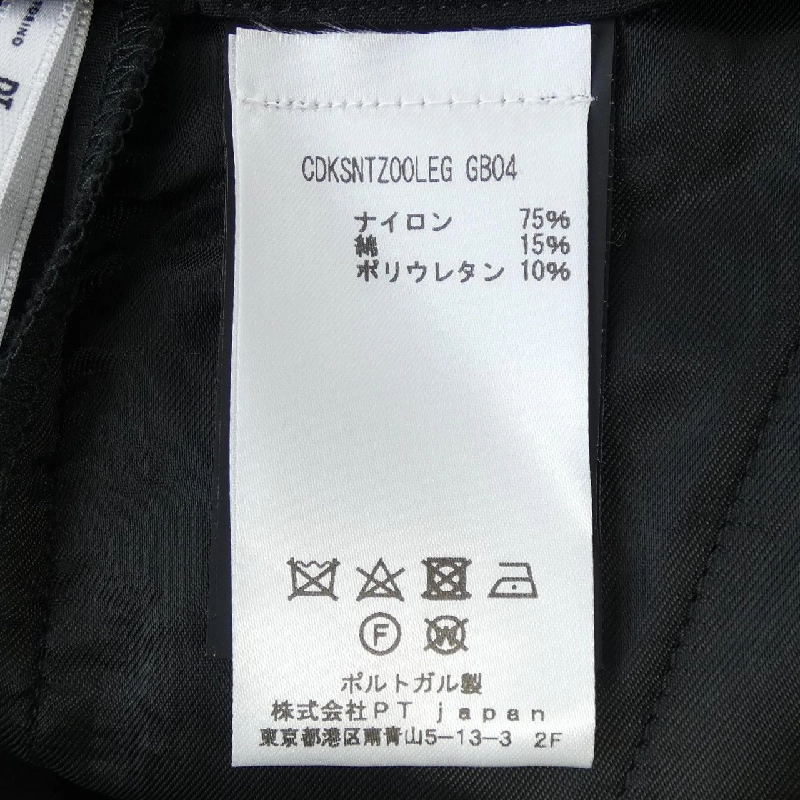 CDKSNTZ00LEG GB04
ナイロン 75%
綿 15%
ポリウレタン 10%
F
W
ポルトガル製
株式会社PT japan
東京都港区南青山5-13-3 2F